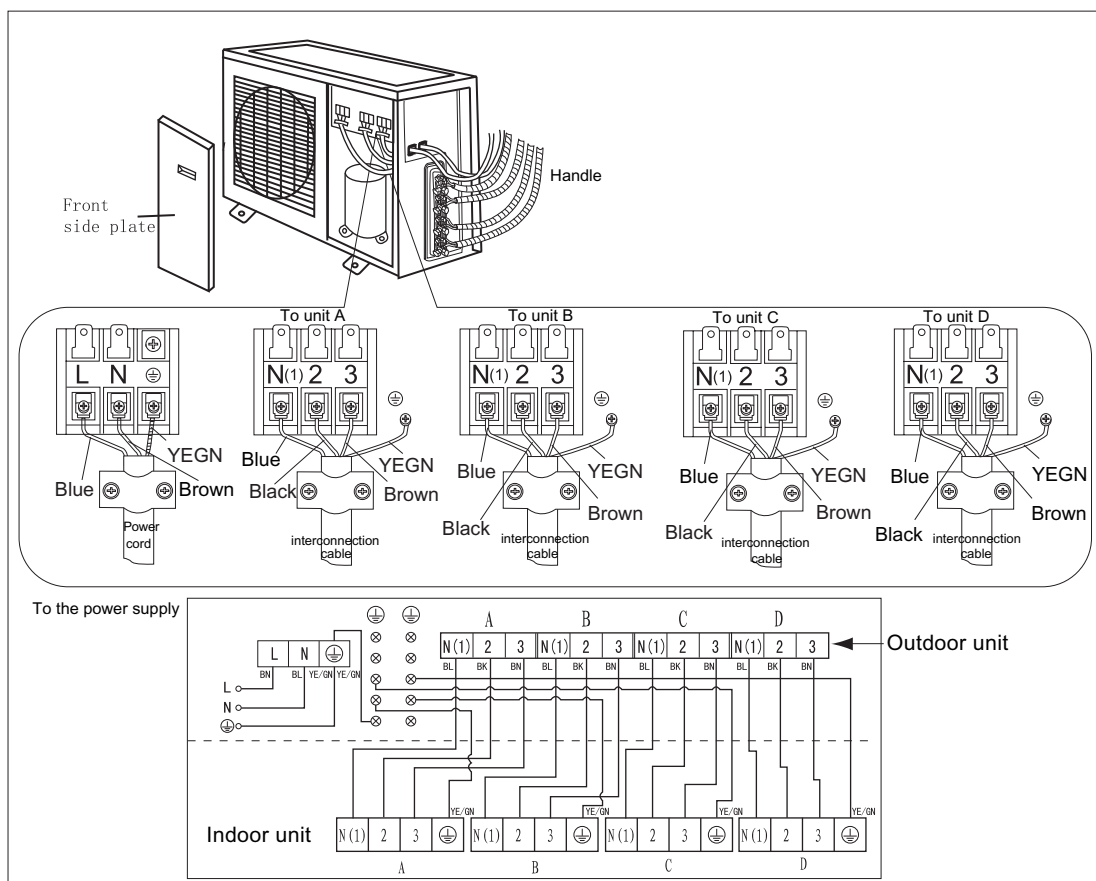 Handle
Front
side plate
To unit A
To unit B
To unit C
To unit D
L N
N(1) 2 3
N(1) 2 3
N(1) 2 3
N(1) 2 3
Blue
YEGN
Brown
Power
cord
Blue
Black
YEGN
Brown
interconnection
cable
Blue
Black
YEGN
Brown
interconnection
cable
Blue
Black
YEGN
Brown
interconnection
cable
Blue
Black
YEGN
Brown
interconnection
cable
To the power supply
A B C D
L N
N(1) 2 3 N(1) 2 3 N(1) 2 3 N(1) 2 3
Outdoor unit
BN BL YE/GN YE/GN
BL BK BN BL BK BN BL BK BN BL BK BN
L
N
YE/GN YE/GN YE/GN YE/GN
Indoor unit
N(1) 2 3 N(1) 2 3 N(1) 2 3 N(1) 2 3
A B C D